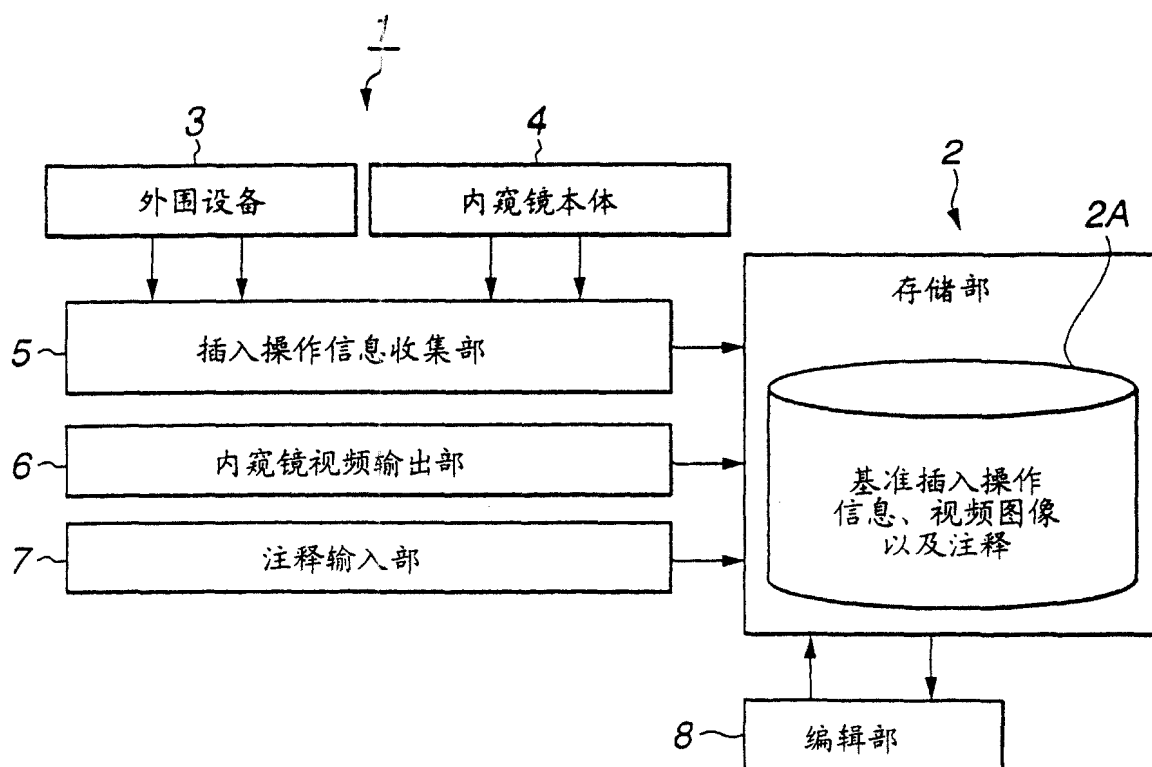 1
3
4
2
2A
外围设备
内窥镜本体
存储部
5
插入操作信息收集部
6
内窥镜视频输出部
基准插入操作
信息、视频图像
以及注释
7
注释输入部
8
编辑部